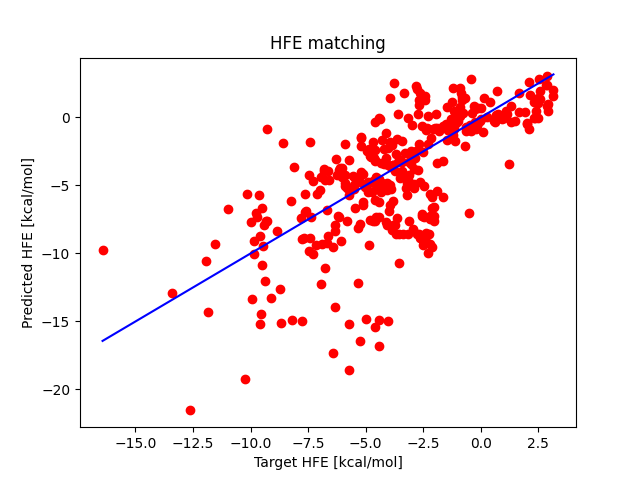 HFE matching
Predicted HFE [kcal/mol]
0
−5
−10
−15
−20
−15.0 −12.5 −10.0 −7.5 −5.0 −2.5 0.0 2.5
Target HFE [kcal/mol]